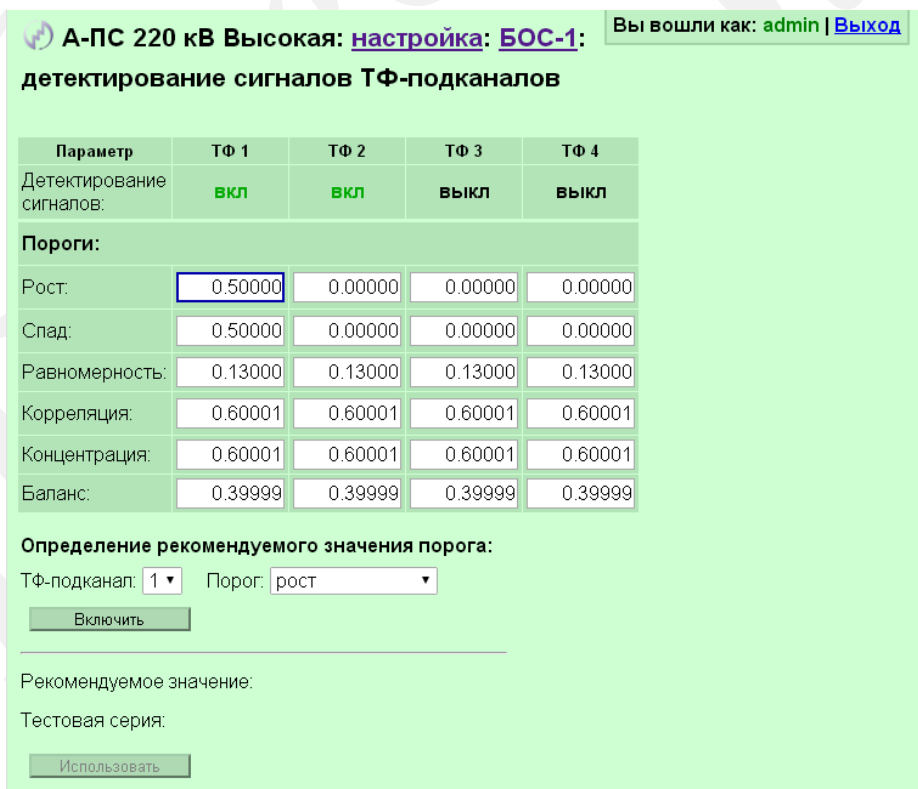 Вы вошли как: admin | Выход
А-ПС 220 кВ Высокая: настройка: БОС-1:
детектирование сигналов ТФ-подканалов
Параметр ТФ 1 ТФ 2 ТФ 3 ТФ 4
Детектирование
сигналов: вкл вкл выкл выкл
Пороги:
Рост: 0.50000 0.00000 0.00000 0.00000
Спад: 0.50000 0.00000 0.00000 0.00000
Равномерность: 0.13000 0.13000 0.13000 0.13000
Корреляция: 0.60001 0.60001 0.60001 0.60001
Концентрация: 0.60001 0.60001 0.60001 0.60001
Баланс: 0.39999 0.39999 0.39999 0.39999
Определение рекомендуемого значения порога:
ТФ-подканал: 1 Порог: рост
Включить
Рекомендуемое значение:
Тестовая серия:
Использовать